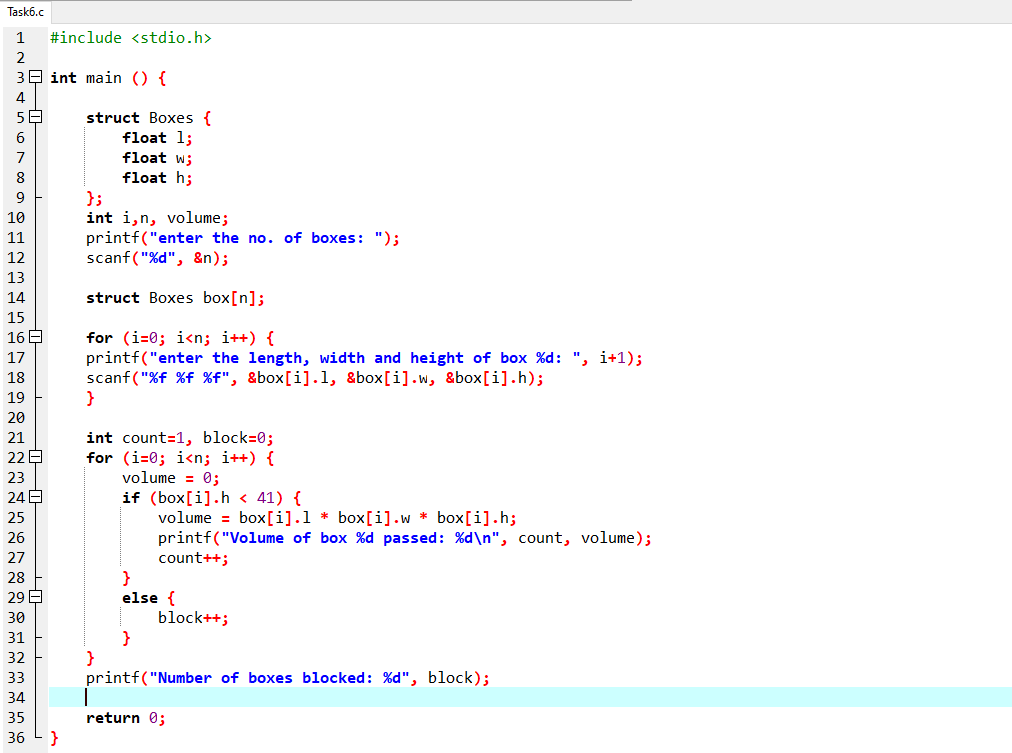 Task6.c
1 #include <stdio.h>
2
3 int main () {
4
5     struct Boxes {
6         float l;
7         float w;
8         float h;
9     };
10     int i,n, volume;
11     printf("enter the no. of boxes: ");
12     scanf("%d", &n);
13
14     struct Boxes box[n];
15
16     for (i=0; i<n; i++) {
17     printf("enter the length, width and height of box %d: ", i+1);
18     scanf("%f %f %f", &box[i].l, &box[i].w, &box[i].h);
19     }
20
21     int count=1, block=0;
22     for (i=0; i<n; i++) {
23         volume = 0;
24         if (box[i].h < 41) {
25             volume = box[i].l * box[i].w * box[i].h;
26             printf("Volume of box %d passed: %d\n", count, volume);
27             count++;
28         }
29         else {
30             block++;
31         }
32     }
33     printf("Number of boxes blocked: %d", block);
34
35     return 0;
36 }